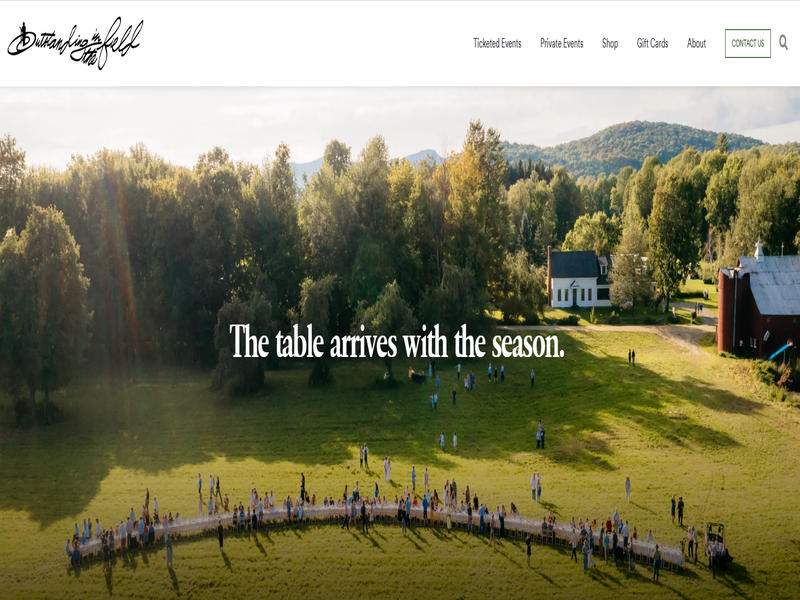 Outstanding in the field
Ticketed Events
Private Events
Shop
Gift Cards
About
CONTACT US
The table arrives with the season.